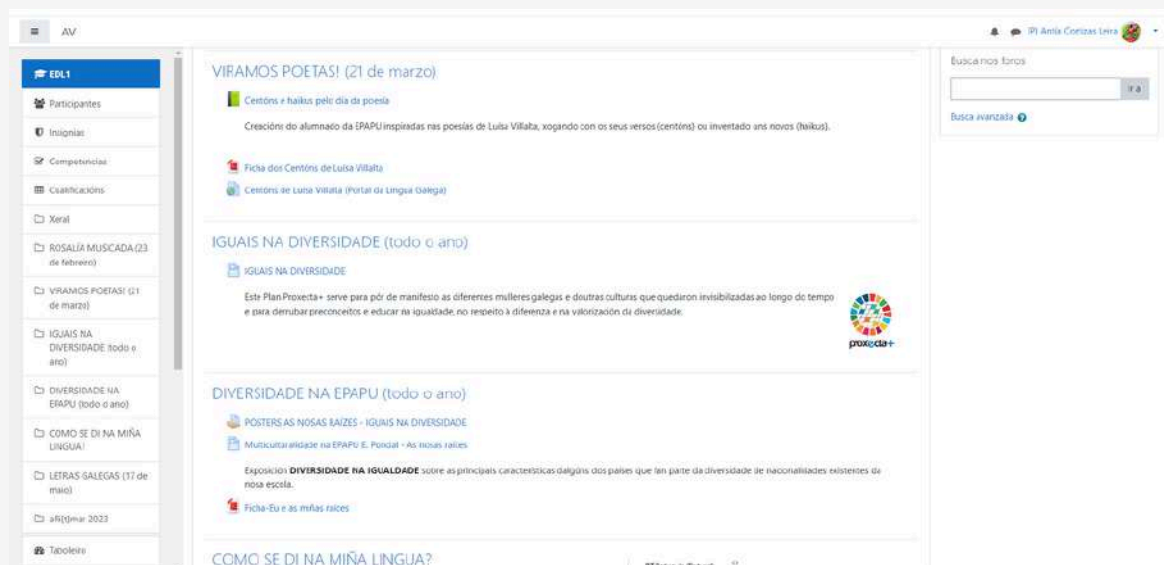 AV
IPI Antía Cortizas Leira
EDL1
Participantes
Insignias
Competencias
Cualificacións
Xeral
ROSALÍA MUSICADA (23
de febreiro)
VIRAMOS POETAS! (21
de marzo)
IGUAIS NA
DIVERSIDADE (todo o
ano)
DIVERSIDADE NA
EPAPU (todo o ano)
COMO SE DI NA MIÑA
LINGUA?
LETRAS GALEGAS (17 de
maio)
afi[t]mar 2023
Taboleiro
VIRAMOS POETAS! (21 de marzo)
Centóns e haikus pelo día da poesía
Creacións do alumnado da EPAPU inspiradas nas poesías de Luísa Villalta, xogando con os seus versos (centóns) ou inventado uns novos (haikus).
Ficha dos Centóns de Luísa Villalta
Centóns de Luísa Villalta (Portal da Lingua Galega)
IGUAIS NA DIVERSIDADE (todo o ano)
IGUAIS NA DIVERSIDADE
Este Plan Proxecta+ serve para pór de manifesto as diferentes mulleres galegas e doutras culturas que quedaron invisibilizadas ao longo do tempo
e para derrubar preconceitos e educar na igualdade, no respeito à diferenza e na valorización da diversidade.
proxecta+
DIVERSIDADE NA EPAPU (todo o ano)
POSTERS AS NOSAS RAÍZES - IGUAIS NA DIVERSIDADE
Multiculturalidade na EPAPU E. Pondal - As nosas raíces
Exposición DIVERSIDADE NA IGUALDADE sobre as principais características dalgúns dos países que fan parte da diversidade de nacionalidades existentes da
nosa escola.
Ficha-Eu e as miñas raíces
COMO SE DI NA MIÑA LINGUA?
Busca nos foros
Ir a
Busca avanzada